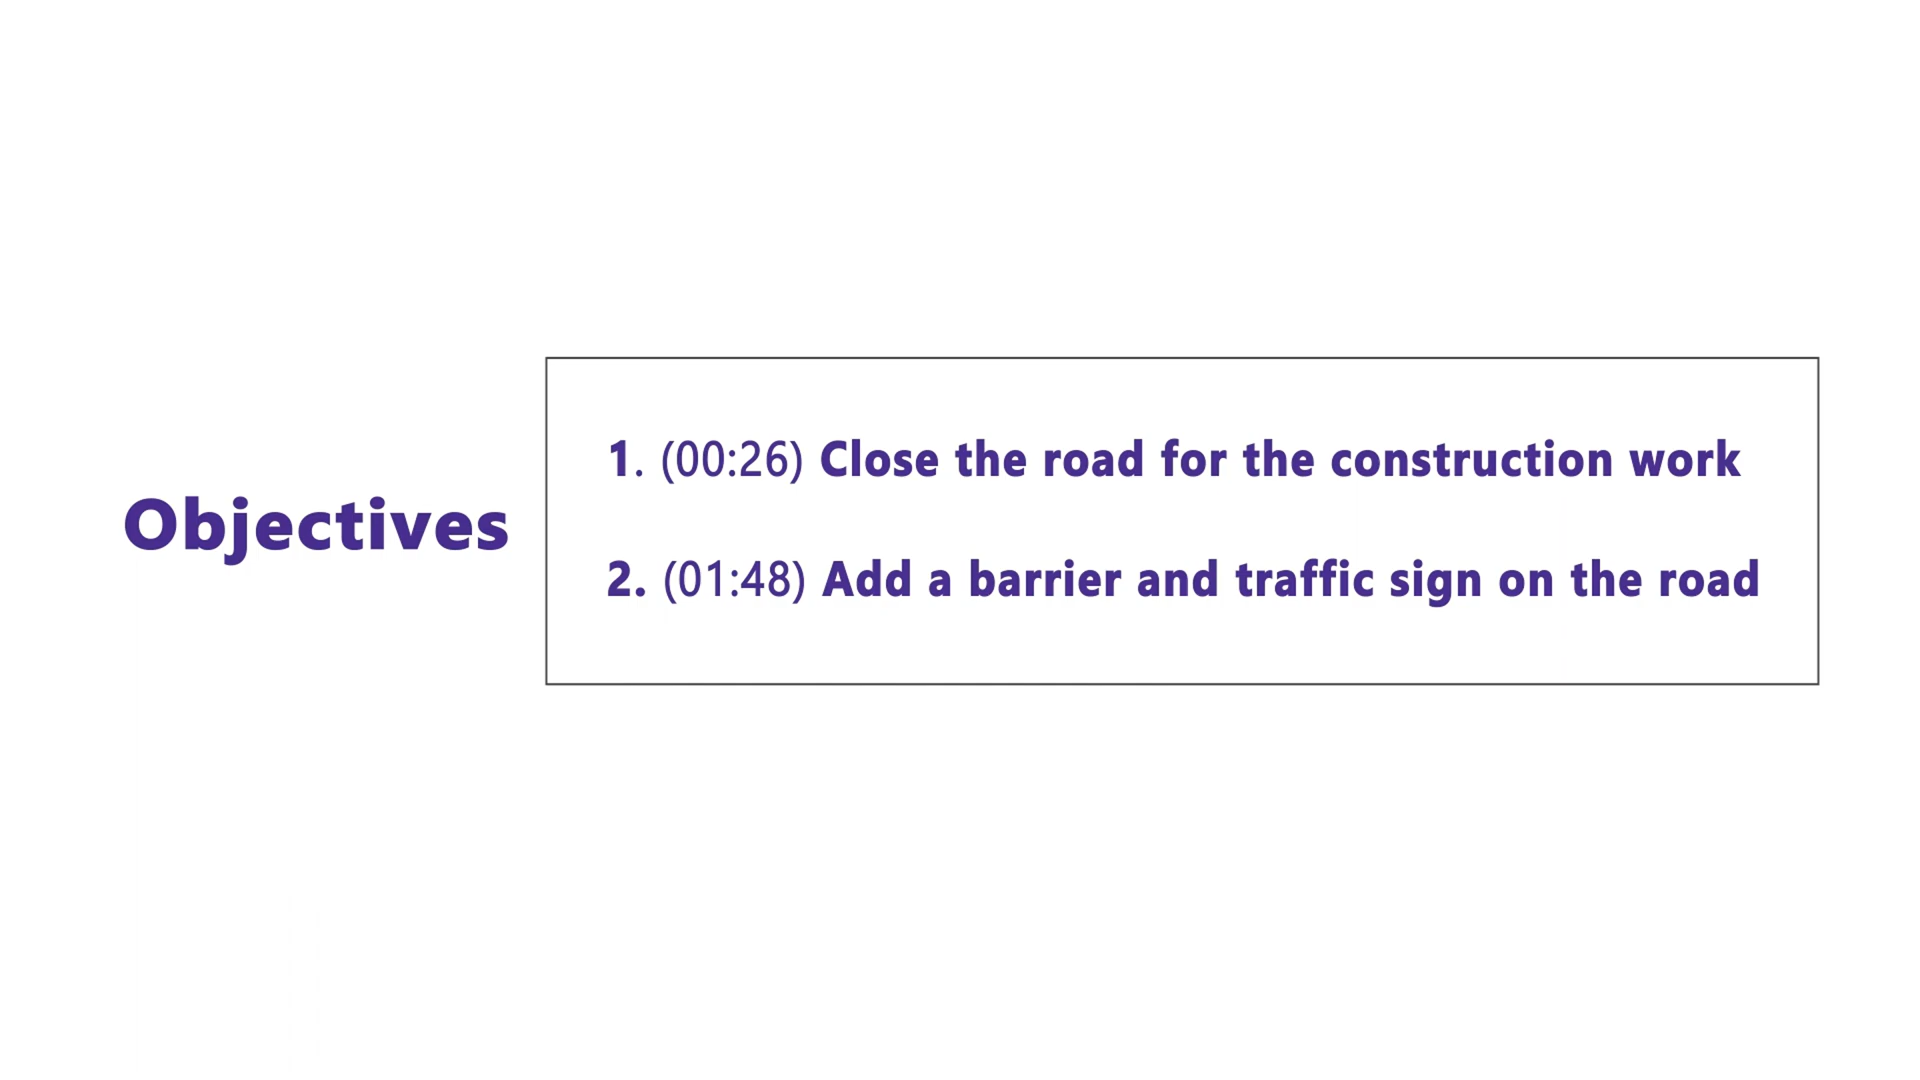 Objectives
1. (00:26) Close the road for the construction work
2. (01:48) Add a barrier and traffic sign on the road